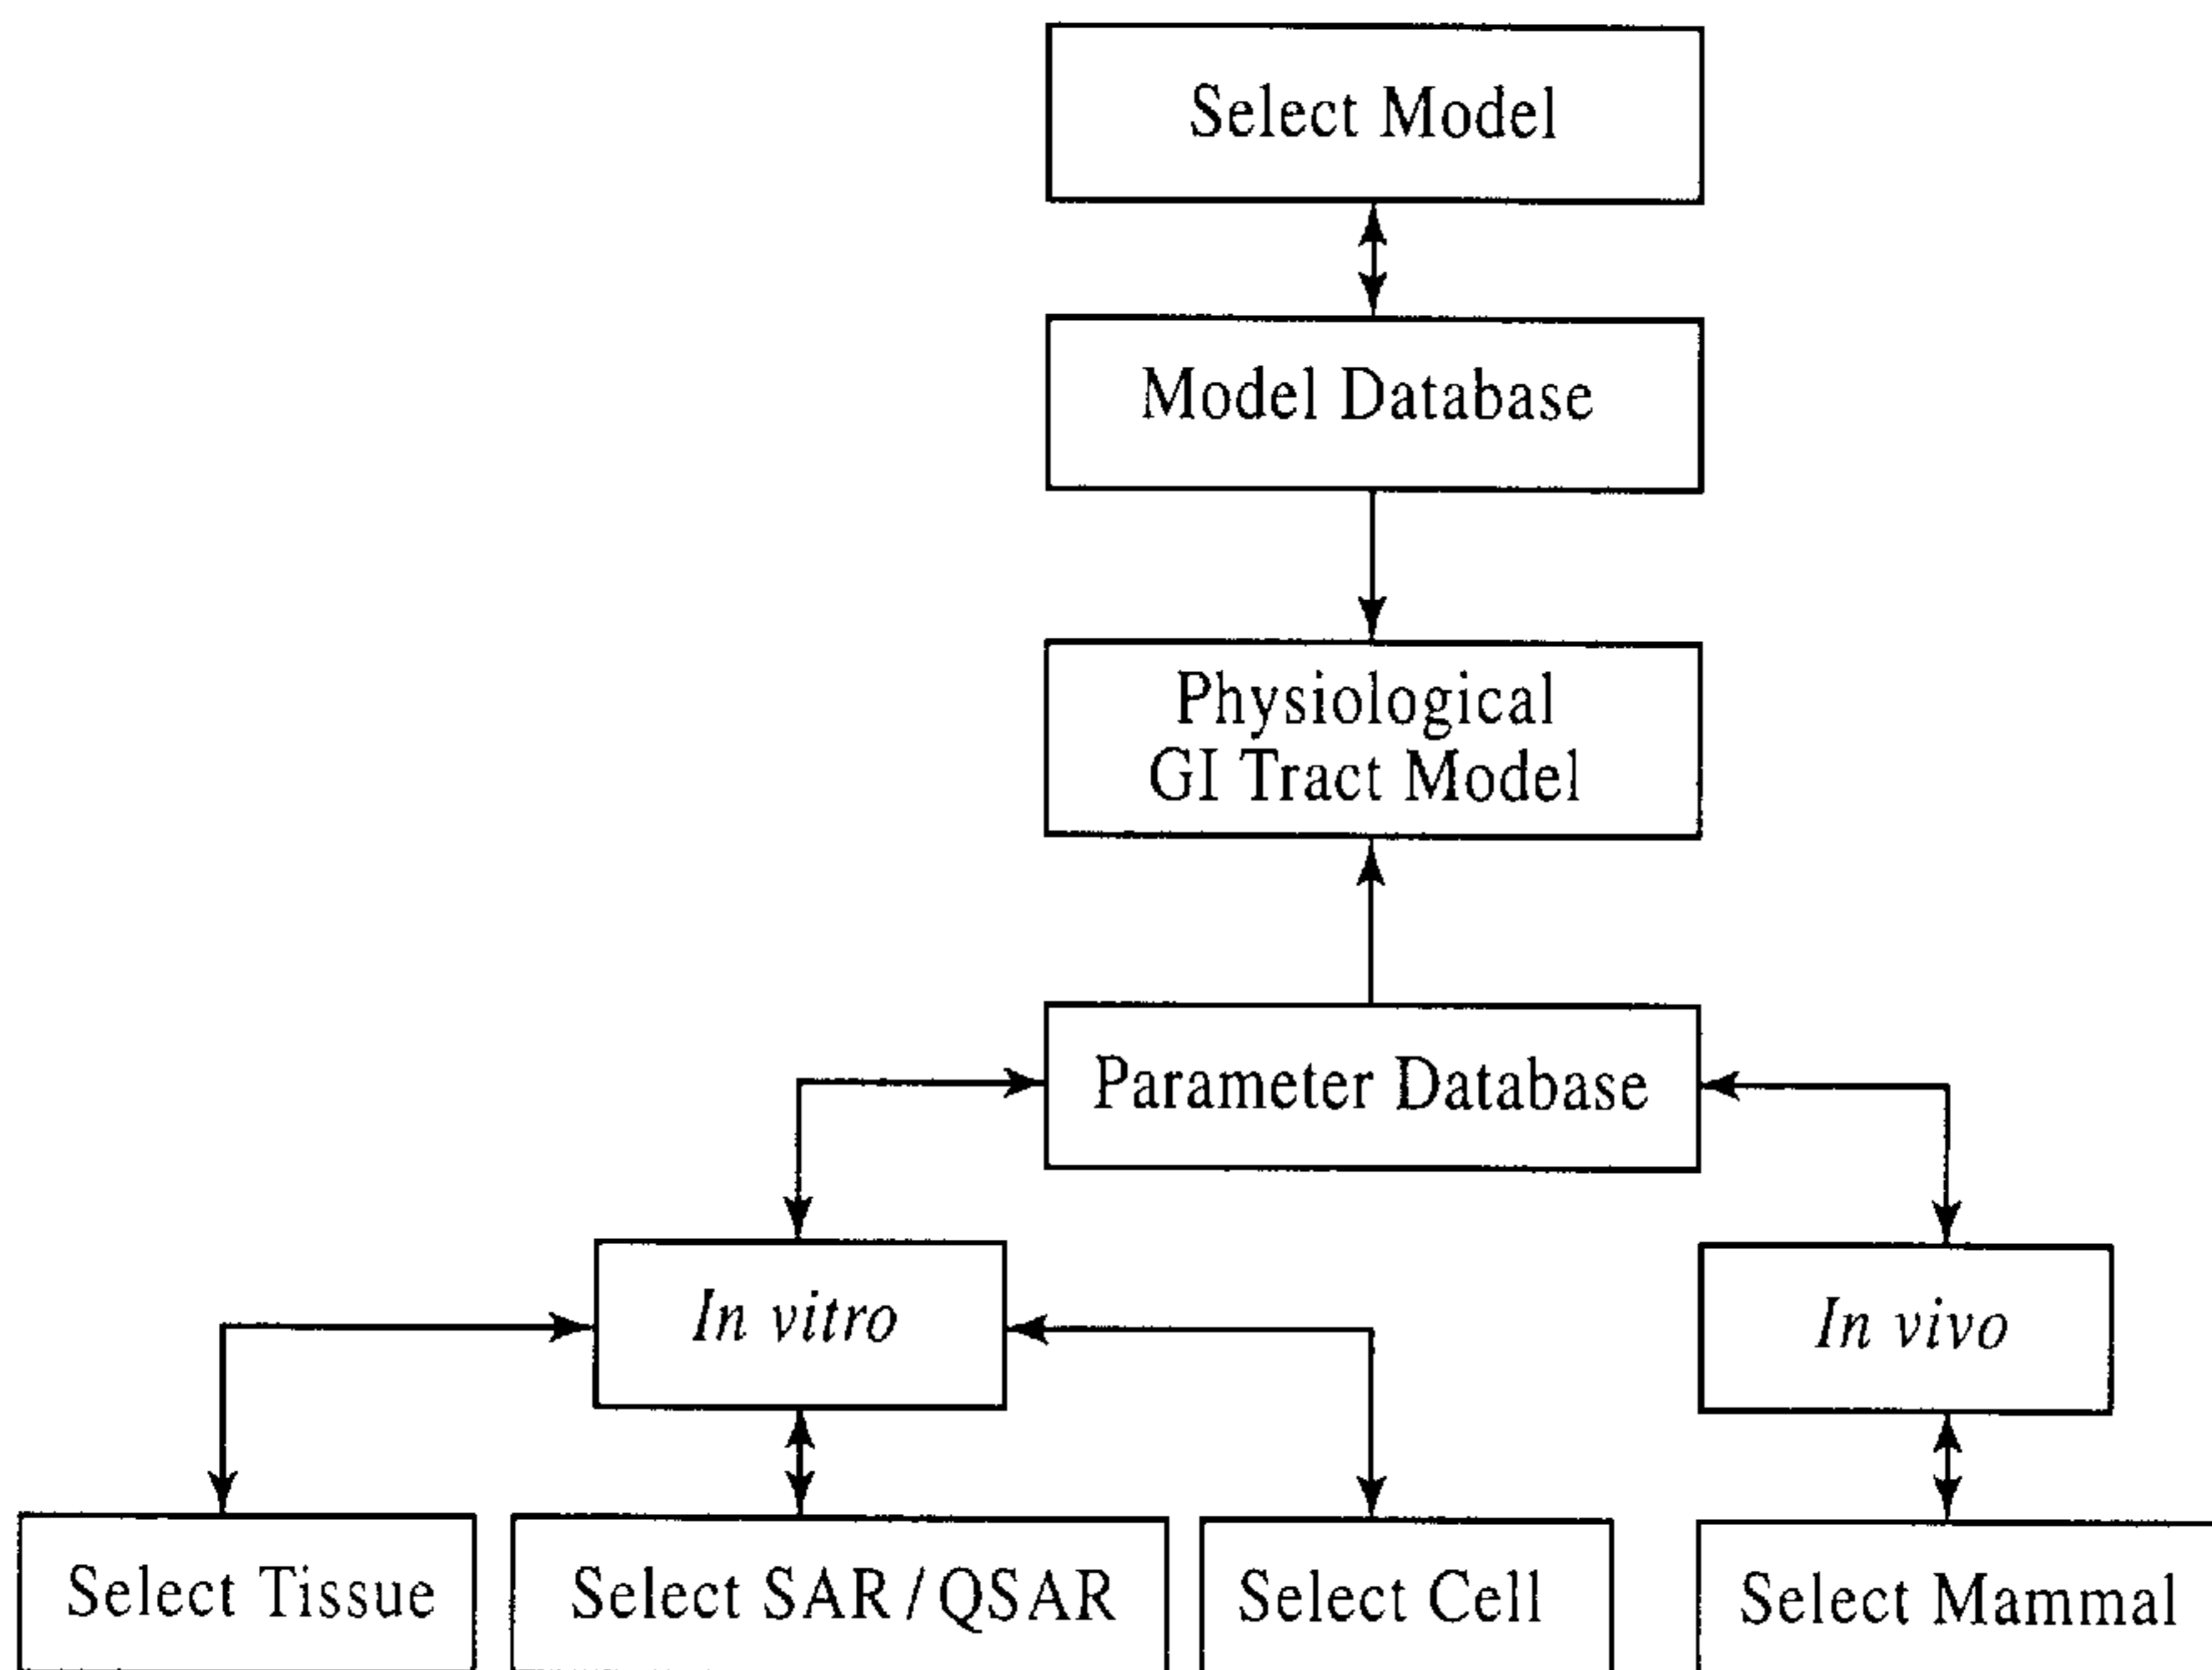 Select Model
Model Database
Physiological
GI Tract Model
Parameter Database
In vitro
In vivo
Select Tissue
Select SAR/QSAR
Select Cell
Select Mammal